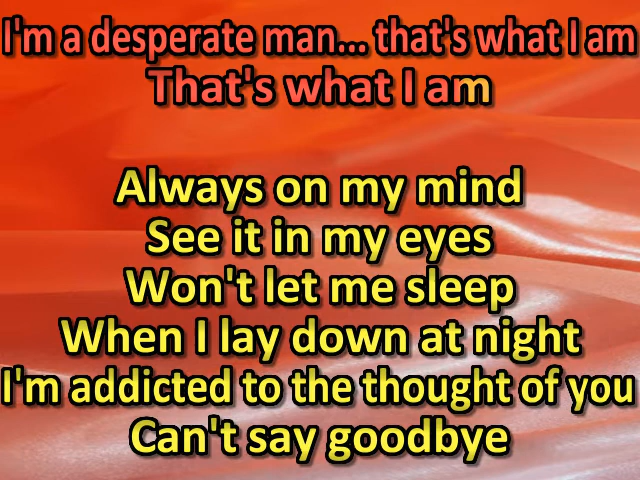 I'm a desperate man... that's what I am
That's what I am
Always on my mind
See it in my eyes
Won't let me sleep
When I lay down at night
I'm addicted to the thought of you
Can't say goodbye